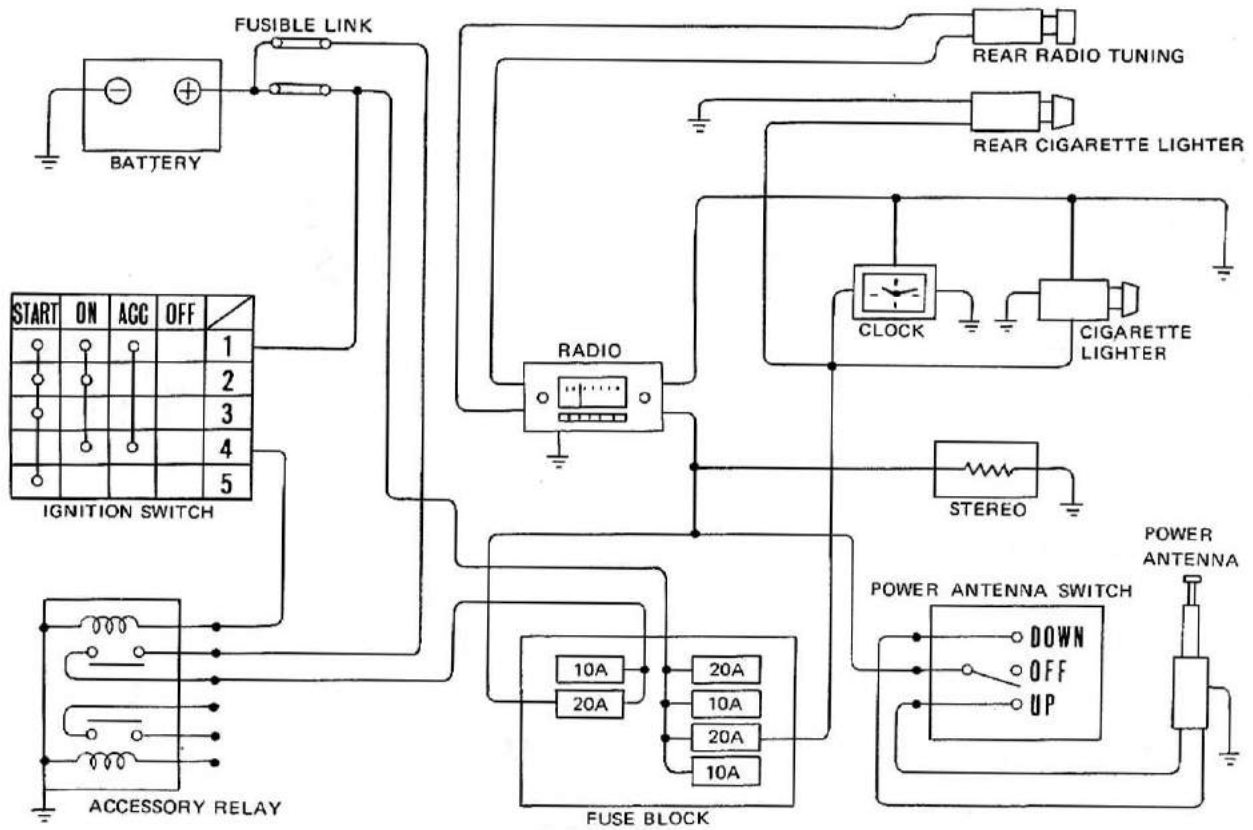 FUSIBLE LINK
REAR RADIO TUNING
REAR CIGARETTE LIGHTER
BATTERY
START ON ACC OFF
1
2
3
4
5
IGNITION SWITCH
RADIO
CLOCK
CIGARETTE
LIGHTER
STEREO
POWER
ANTENNA
POWER ANTENNA SWITCH
DOWN
OFF
UP
10A 20A
20A 10A
20A
10A
ACCESSORY RELAY
FUSE BLOCK